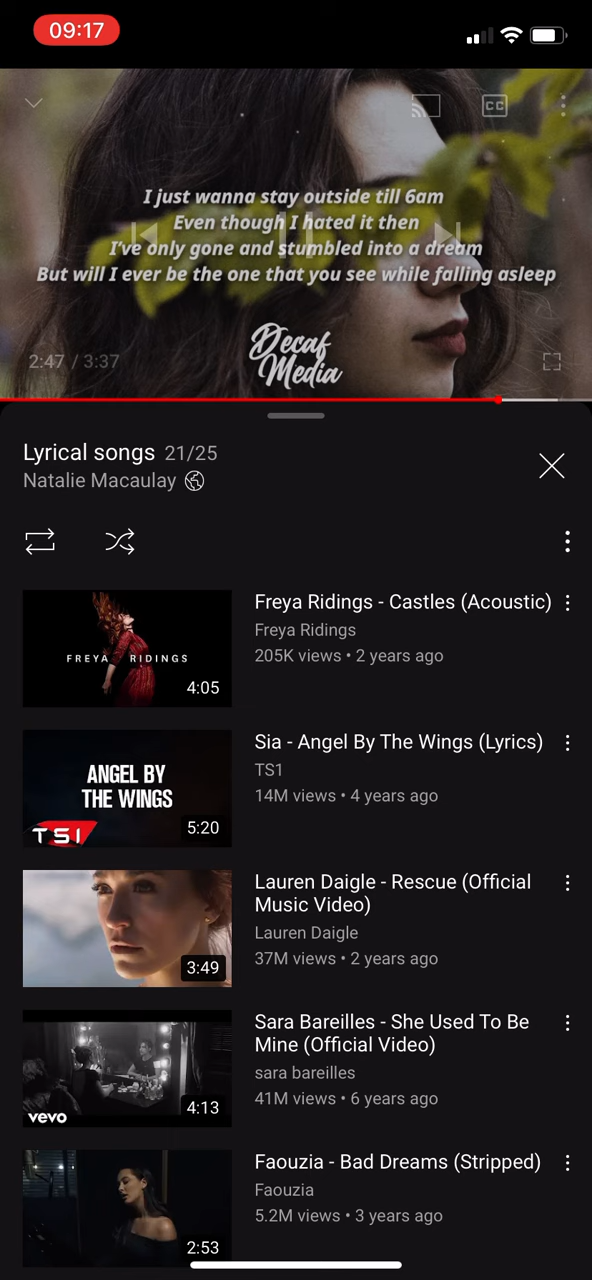 09:17
CC
I just wanna stay outside till 6am
Even though I hated it then
I've only gone and stumbled into a dream
But will I ever be the one that you see while falling asleep
Decaf
Media
2:47 / 3:37
Lyrical songs 21/25
Natalie Macaulay
Freya Ridings - Castles (Acoustic)
Freya Ridings
205K views • 2 years ago
FREYA RIDINGS
4:05
Sia - Angel By The Wings (Lyrics)
TS1
14M views • 4 years ago
ANGEL BY
THE WINGS
TS1
5:20
Lauren Daigle - Rescue (Official
Music Video)
Lauren Daigle
37M views • 2 years ago
3:49
Sara Bareilles - She Used To Be
Mine (Official Video)
sara bareilles
41M views • 6 years ago
vevo
4:13
Faouzia - Bad Dreams (Stripped)
Faouzia
5.2M views • 3 years ago
2:53